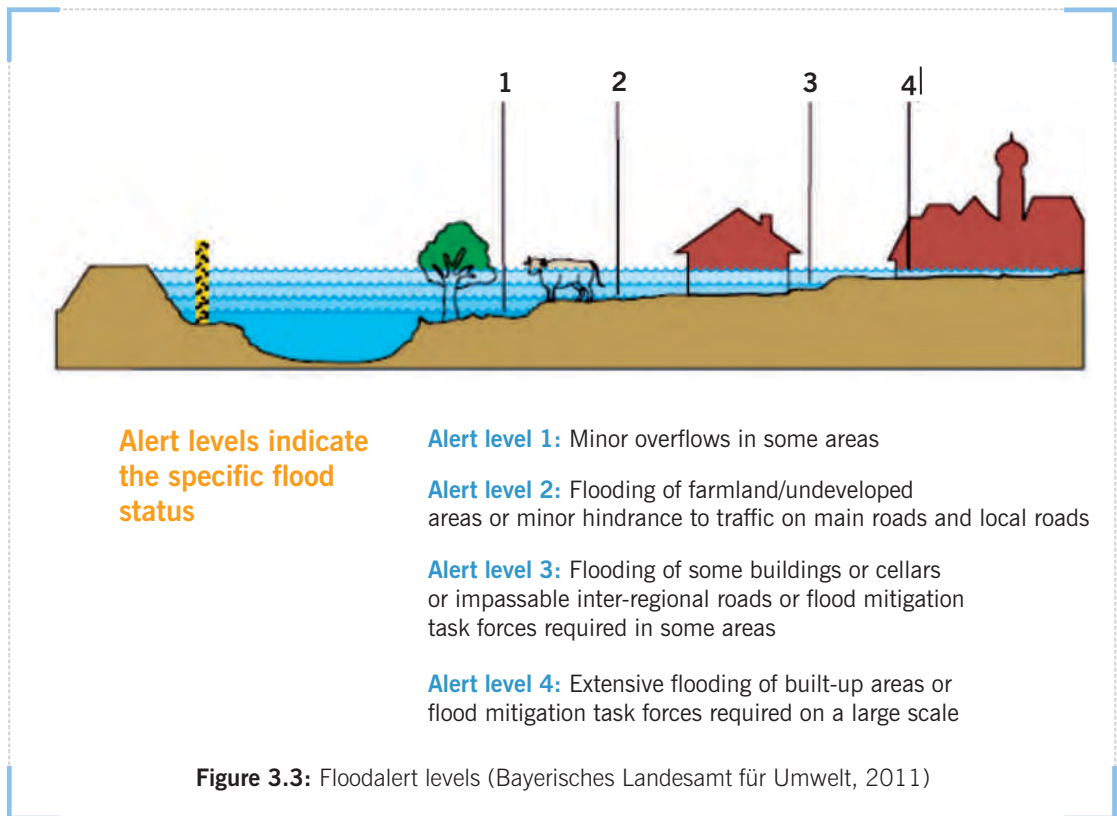 1 2 3 4
Alert levels indicate
the specific flood
status
Alert level 1: Minor overflows in some areas
Alert level 2: Flooding of farmland/undeveloped
areas or minor hindrance to traffic on main roads and local roads
Alert level 3: Flooding of some buildings or cellars
or impassable inter-regional roads or flood mitigation
task forces required in some areas
Alert level 4: Extensive flooding of built-up areas or
flood mitigation task forces required on a large scale
Figure 3.3: Floodalert levels (Bayerisches Landesamt für Umwelt, 2011)